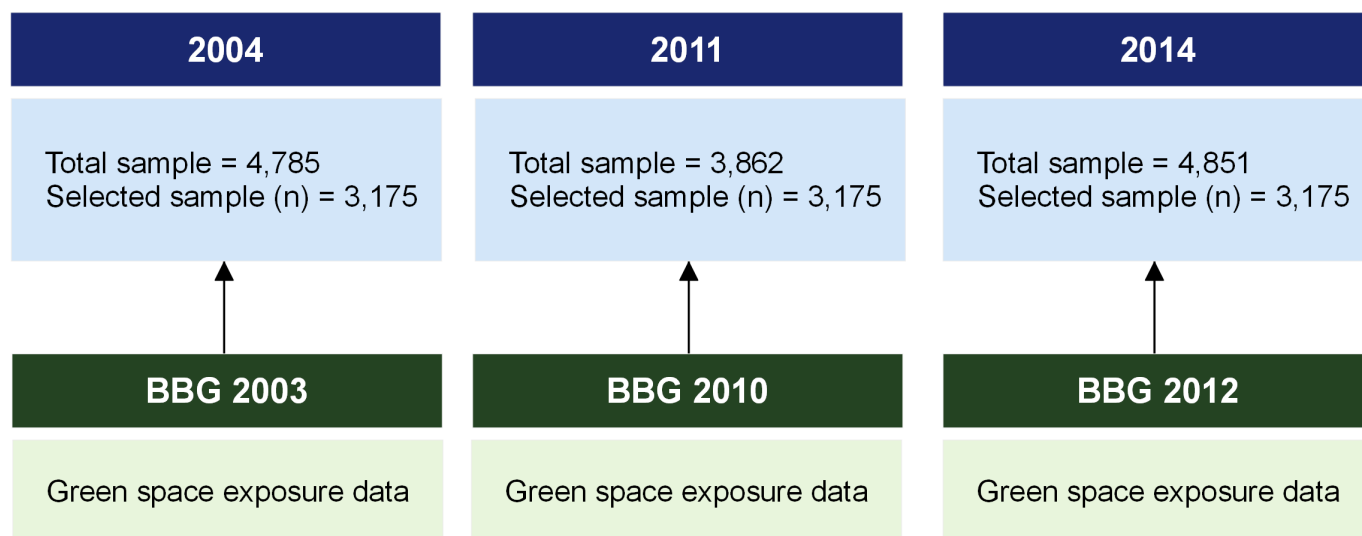 2004
Total sample = 4,785
Selected sample (n) = 3,175
BBG 2003
Green space exposure data
2011
Total sample = 3,862
Selected sample (n) = 3,175
BBG 2010
Green space exposure data
2014
Total sample = 4,851
Selected sample (n) = 3,175
BBG 2012
Green space exposure data